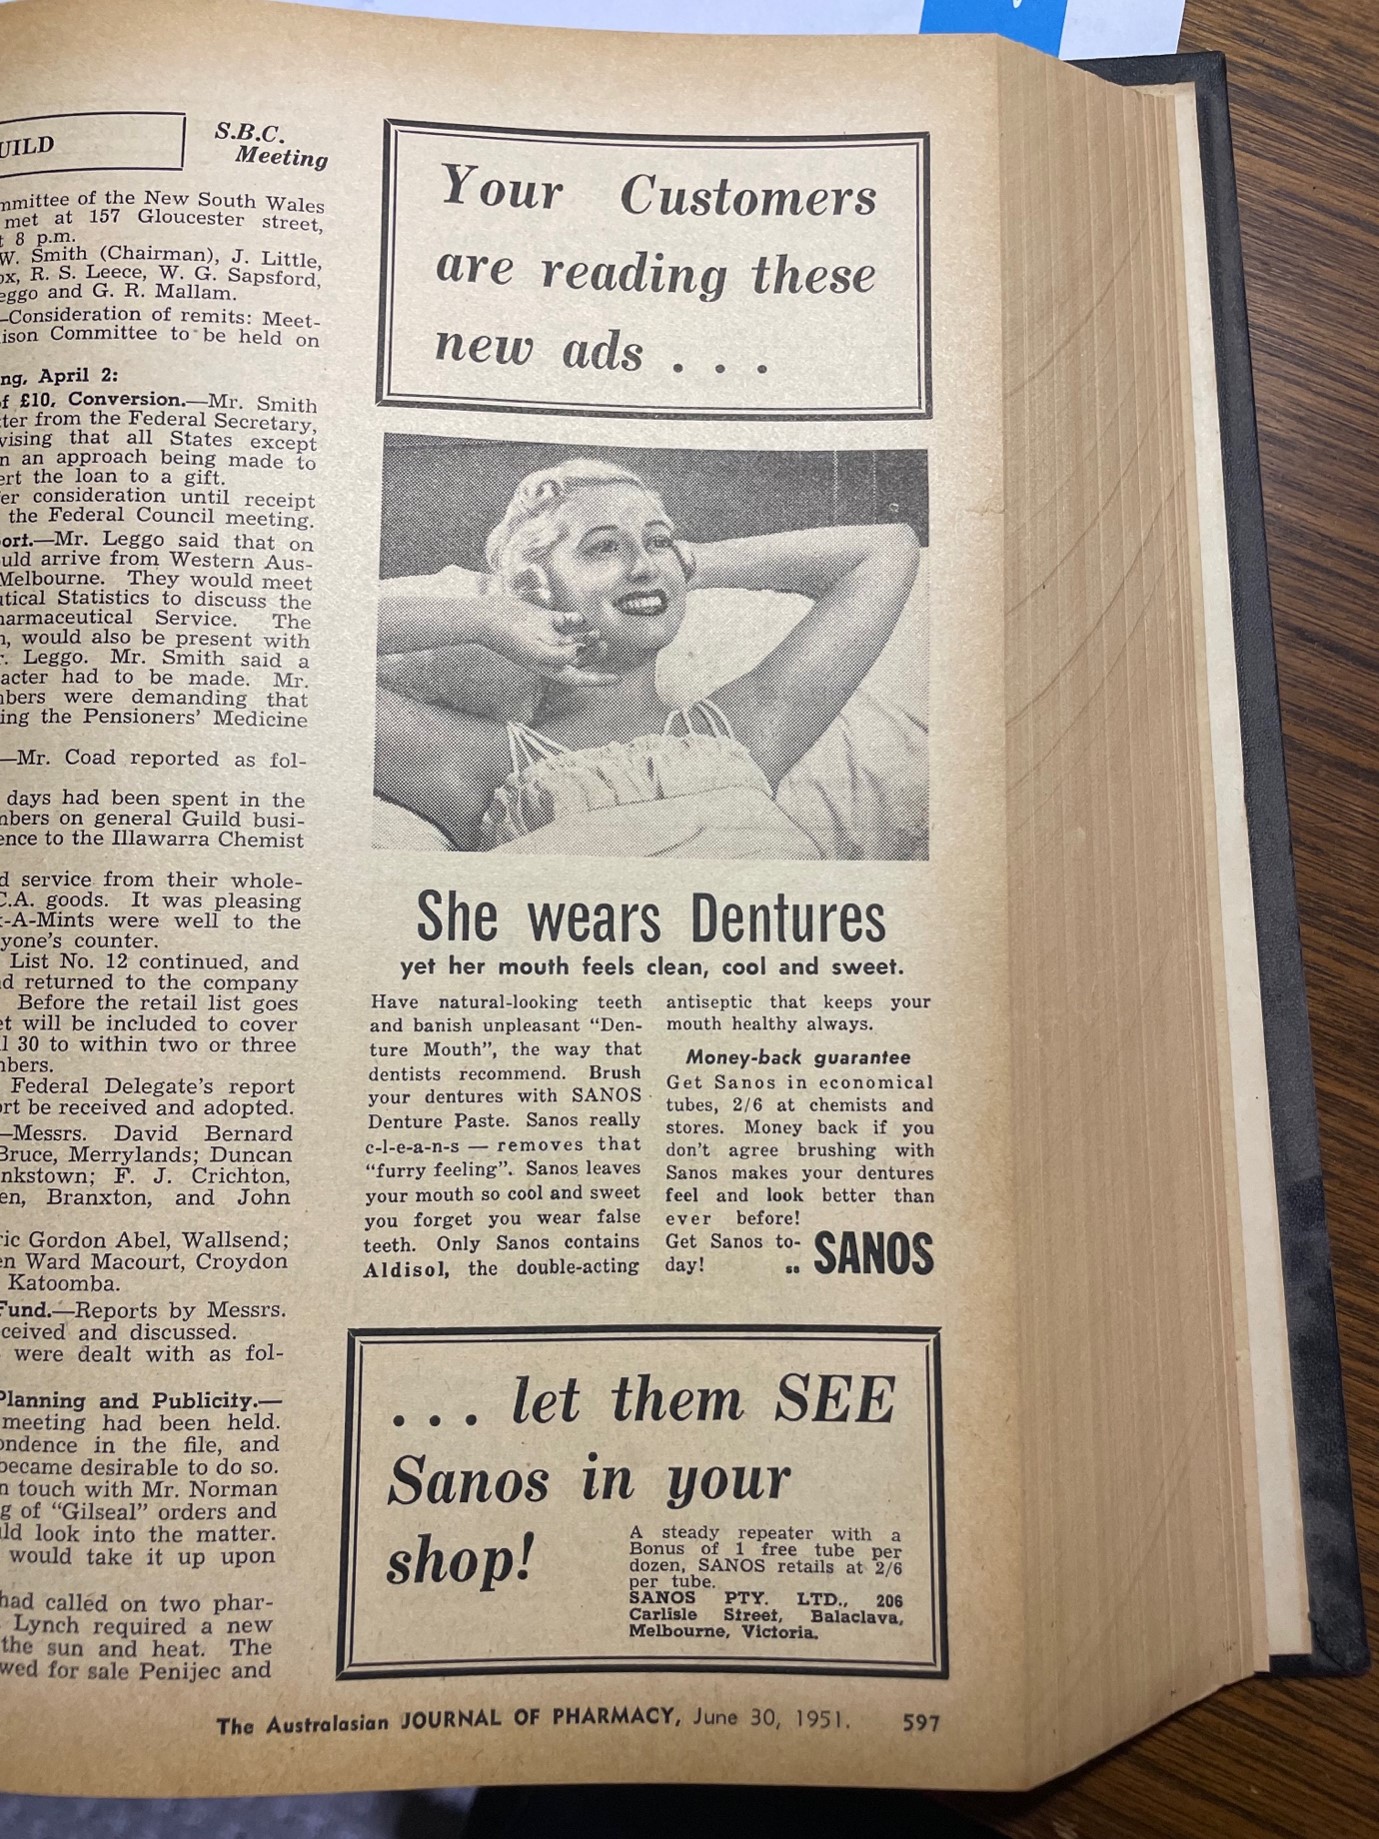 UILD
S.B.C.
Meeting
mmittee of the New South Wales
met at 157 Gloucester street,
8 p.m.
W. Smith (Chairman), J. Little,
ox, R. S. Leece, W. G. Sapsford,
eggo and G. R. Mallam.
—Consideration of remits: Meet-
ison Committee to be held on
ng, April 2:
of £10, Conversion.—Mr. Smith
tter from the Federal Secretary,
vising that all States except
n an approach being made to
ert the loan to a gift.
er consideration until receipt
the Federal Council meeting.
ort.—Mr. Leggo said that on
uld arrive from Western Aus-
Melbourne. They would meet
utical Statistics to discuss the
harmaceutical Service. The
n, would also be present with
r. Leggo. Mr. Smith said a
acter had to be made. Mr.
mbers were demanding that
ing the Pensioners' Medicine
—Mr. Coad reported as fol-
days had been spent in the
mbers on general Guild busi-
ence to the Illawarra Chemist
d service from their whole-
C.A. goods. It was pleasing
-A-Mints were well to the
yone's counter.
List No. 12 continued, and
d returned to the company
Before the retail list goes
et will be included to cover
l 30 to within two or three
mbers.
Federal Delegate's report
ort be received and adopted.
—Messrs. David Bernard
Bruce, Merrylands; Duncan
nkstown; F. J. Crichton,
en, Branxton, and John
ric Gordon Abel, Wallsend;
en Ward Macourt, Croydon
Katoomba.
Fund.—Reports by Messrs.
ceived and discussed.
were dealt with as fol-
Planning and Publicity.—
meeting had been held.
ondence in the file, and
became desirable to do so.
n touch with Mr. Norman
g of "Gilseal" orders and
uld look into the matter.
would take it up upon
had called on two phar-
Lynch required a new
the sun and heat. The
wed for sale Penijec and
Your Customers
are reading these
new ads . . .
She wears Dentures
yet her mouth feels clean, cool and sweet.
Have natural-looking teeth
and banish unpleasant "Den-
ture Mouth", the way that
dentists recommend. Brush
your dentures with SANOS
Denture Paste. Sanos really
c-l-e-a-n-s — removes that
"furry feeling". Sanos leaves
your mouth so cool and sweet
you forget you wear false
teeth. Only Sanos contains
Aldisol, the double-acting
antiseptic that keeps your
mouth healthy always.
Money-back guarantee
Get Sanos in economical
tubes, 2/6 at chemists and
stores. Money back if you
don't agree brushing with
Sanos makes your dentures
feel and look better than
ever before!
Get Sanos to-
day! .. SANOS
. . . let them SEE
Sanos in your
shop!
A steady repeater with a
Bonus of 1 free tube per
dozen, SANOS retails at 2/6
per tube.
SANOS PTY. LTD., 206
Carlisle Street, Balaclava,
Melbourne, Victoria.
The Australasian JOURNAL OF PHARMACY, June 30, 1951. 597